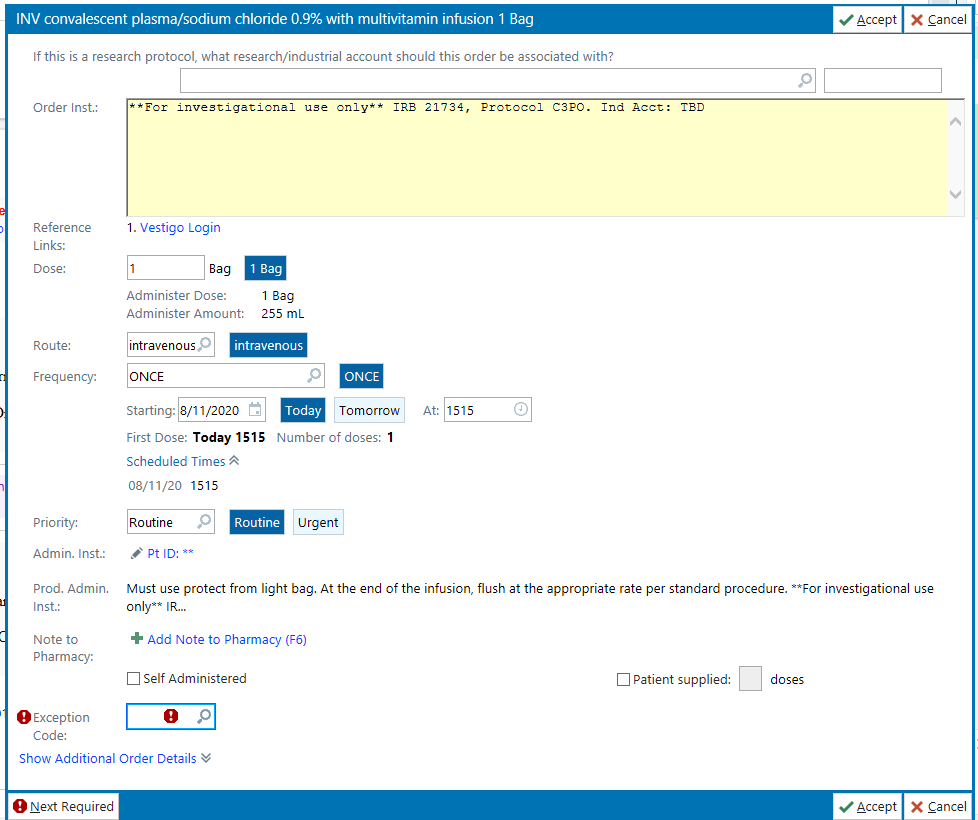 INV convalescent plasma/sodium chloride 0.9% with multivitamin infusion 1 Bag Accept Cancel
If this is a research protocol, what research/industrial account should this order be associated with?
Order Inst.: **For investigational use only** IRB 21734, Protocol C3PO. Ind Acct: TBD
Reference Links: 1. Vestigo Login
Dose: 1 Bag 1 Bag
Administer Dose: 1 Bag
Administer Amount: 255 mL
Route: intravenous intravenous
Frequency: ONCE ONCE
Starting: 8/11/2020 Today Tomorrow At: 1515
First Dose: Today 1515 Number of doses: 1
Scheduled Times
08/11/20 1515
Priority: Routine Routine Urgent
Admin. Inst.: Pt ID: **
Prod. Admin. Inst.: Must use protect from light bag. At the end of the infusion, flush at the appropriate rate per standard procedure. **For investigational use
only** IR...
Note to Pharmacy: Add Note to Pharmacy (F6)
Self Administered Patient supplied: doses
Exception Code:
Show Additional Order Details
Next Required Accept Cancel